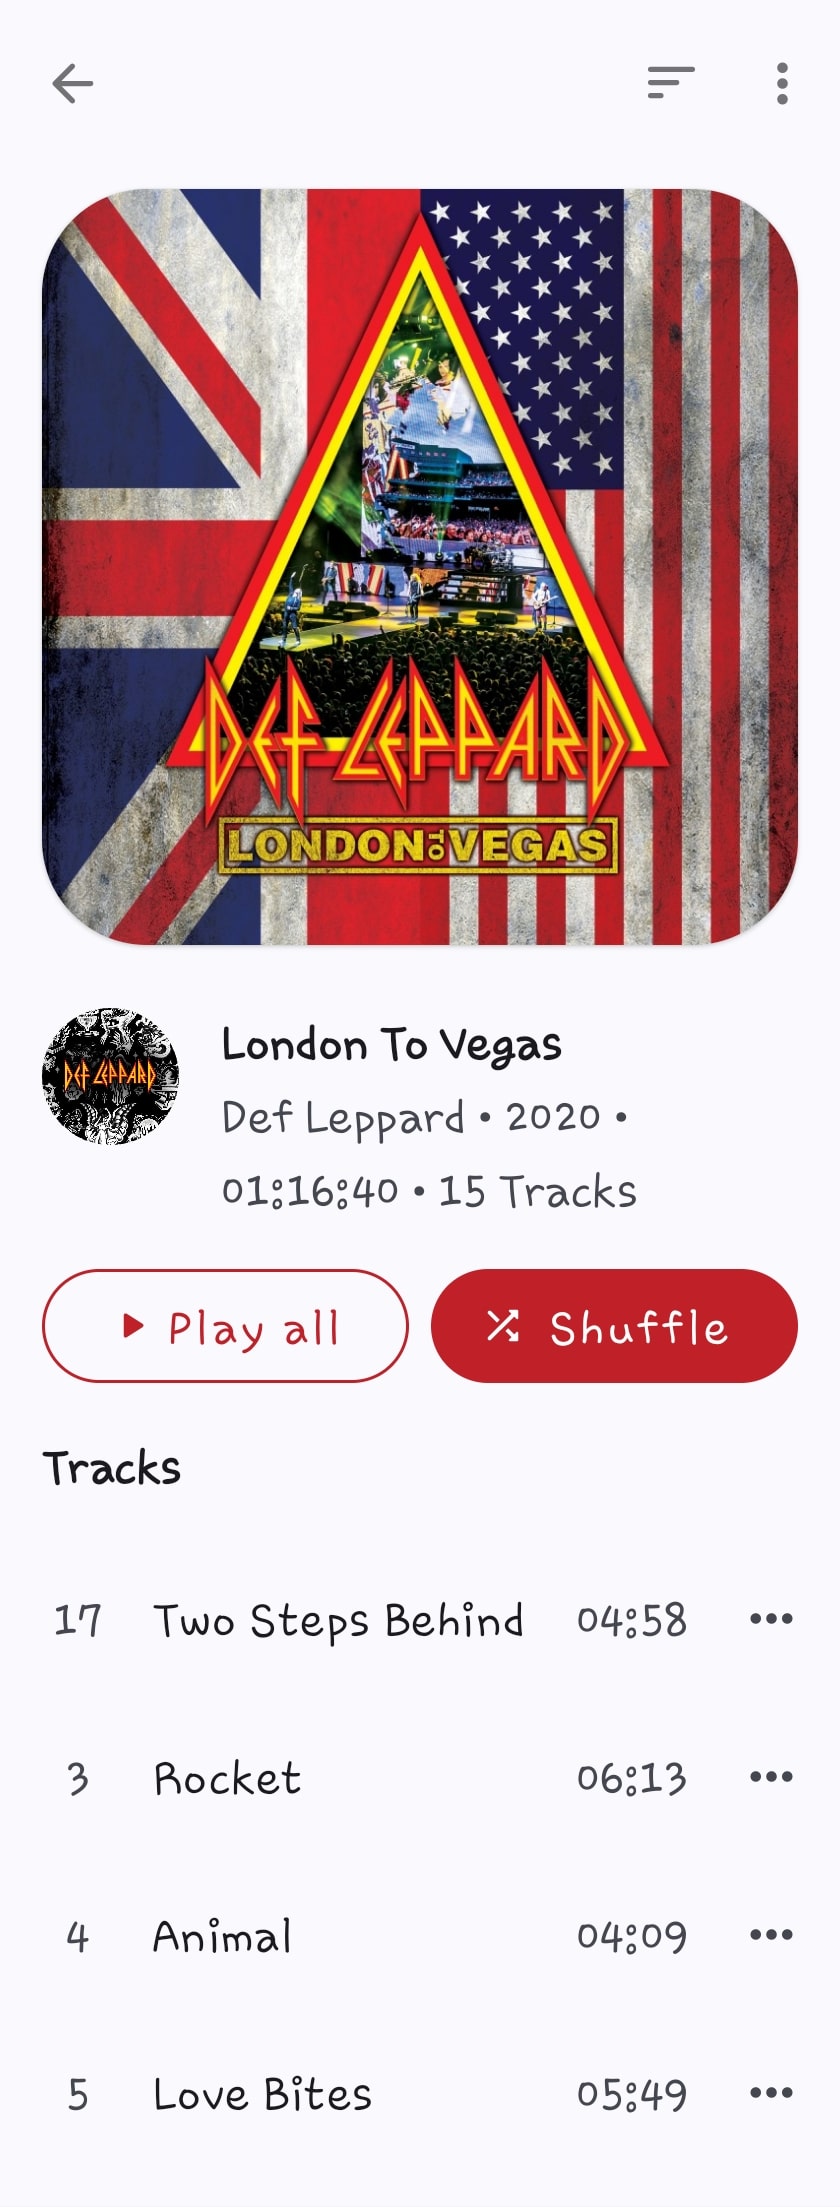 DEF LEPPARD
LONDON TO VEGAS
DEF LEPPARD
London To Vegas
Def Leppard • 2020 •
01:16:40 • 15 Tracks
Play all
Shuffle
Tracks
17 Two Steps Behind 04:58
3 Rocket 06:13
4 Animal 04:09
5 Love Bites 05:49